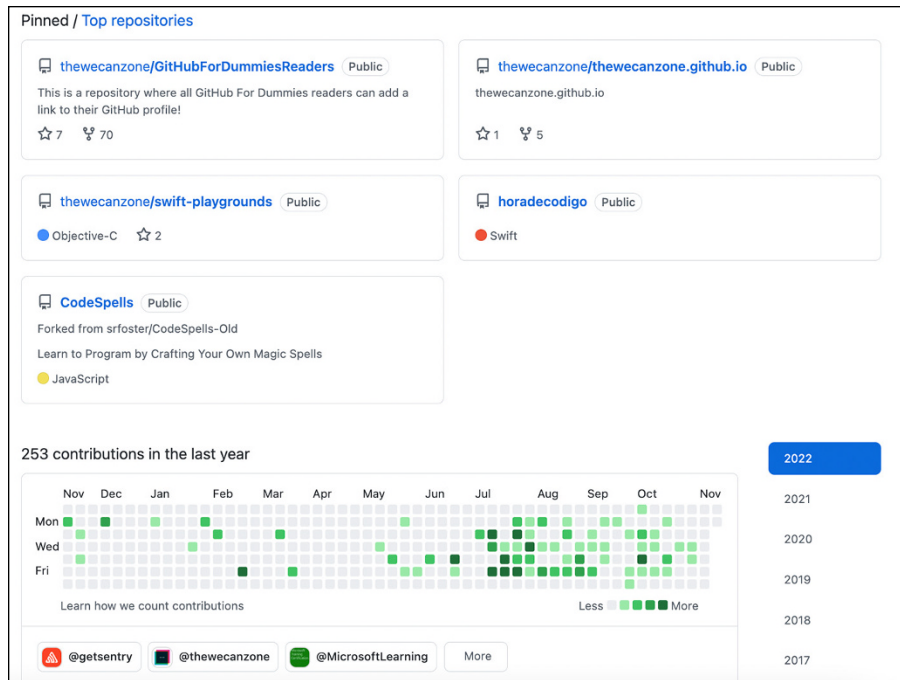 Pinned / Top repositories
thewecanzone/GitHubForDummiesReaders Public
This is a repository where all GitHub For Dummies readers can add a
link to their GitHub profile!
7 70
thewecanzone/thewecanzone.github.io Public
thewecanzone.github.io
1 5
thewecanzone/swift-playgrounds Public
Objective-C 2
horadecodigo Public
Swift
CodeSpells Public
Forked from srfoster/CodeSpells-Old
Learn to Program by Crafting Your Own Magic Spells
JavaScript
253 contributions in the last year
Nov Dec Jan Feb Mar Apr May Jun Jul Aug Sep Oct Nov
Mon
Wed
Fri
Learn how we count contributions Less More
@getsentry @thewecanzone @MicrosoftLearning More
2022
2021
2020
2019
2018
2017